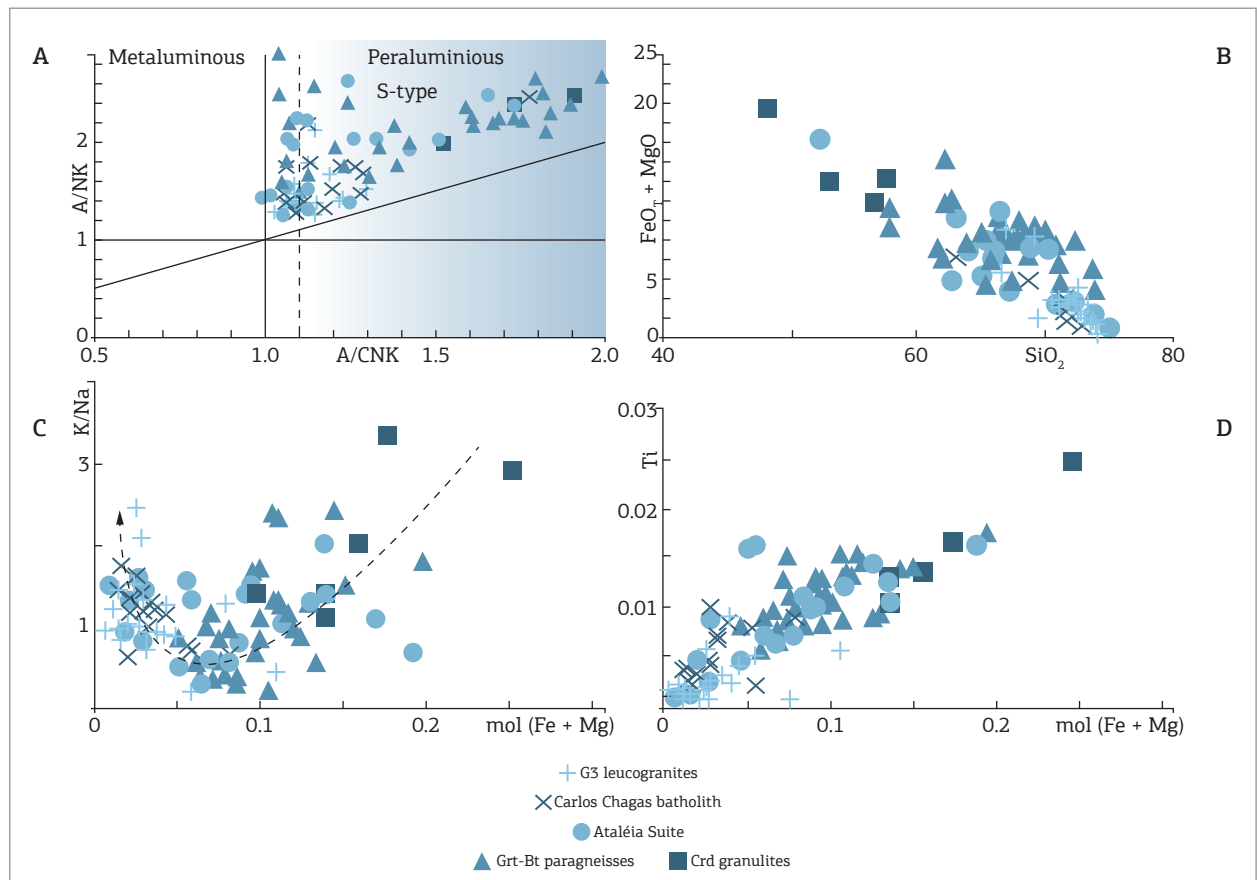 A
Metaluminous
Peraluminious
S-type
2
1
0
A/NK
0.5
1.0
A/CNK
1.5
2.0
B
25
20
5
0
FeO_T + MgO
40
60
SiO₂
80
C
K/Na
3
1
0
0.1
0.2
mol (Fe + Mg)
D
0.03
Ti
0.02
0.01
0
0.1
0.2
mol (Fe + Mg)
G3 leucogranites
Carlos Chagas batholith
Ataléia Suite
Grt-Bt paragneisses
Crd granulites